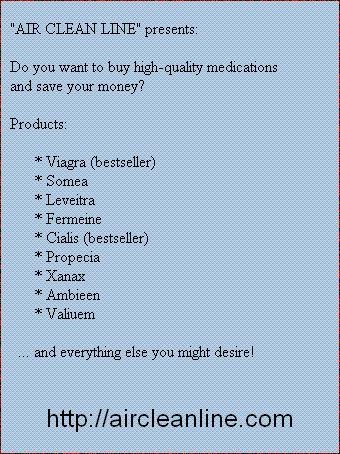 "AIR CLEAN LINE" presents:
Do you want to buy high-quality medications
and save your money?
Products:
* Viagra (bestseller)
* Somea
* Leveitra
* Fermeine
* Cialis (bestseller)
* Propecia
* Xanax
* Ambieen
* Valiuem
... and everything else you might desire!
http://aircleanline.com